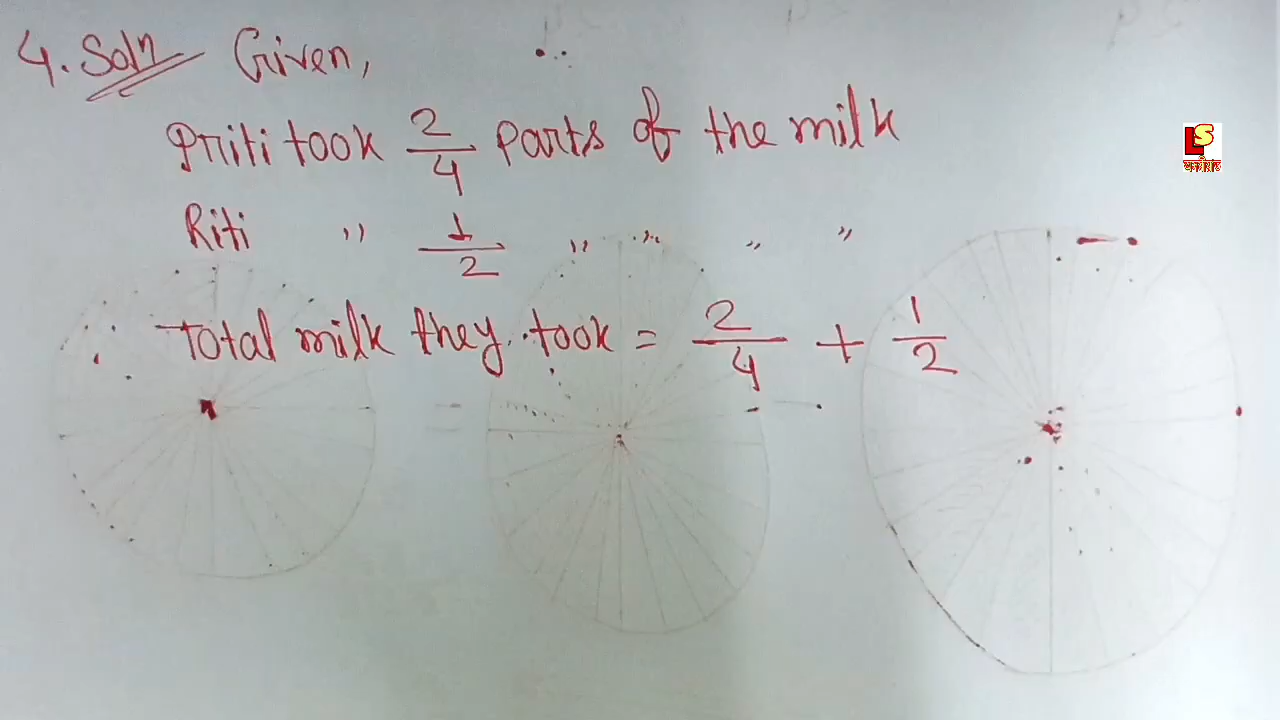 4. Soln Given,
Priti took 2/4 parts of the milk
Riti " 1/2 " " " "
∴ Total milk they took = 2/4 + 1/2
LS